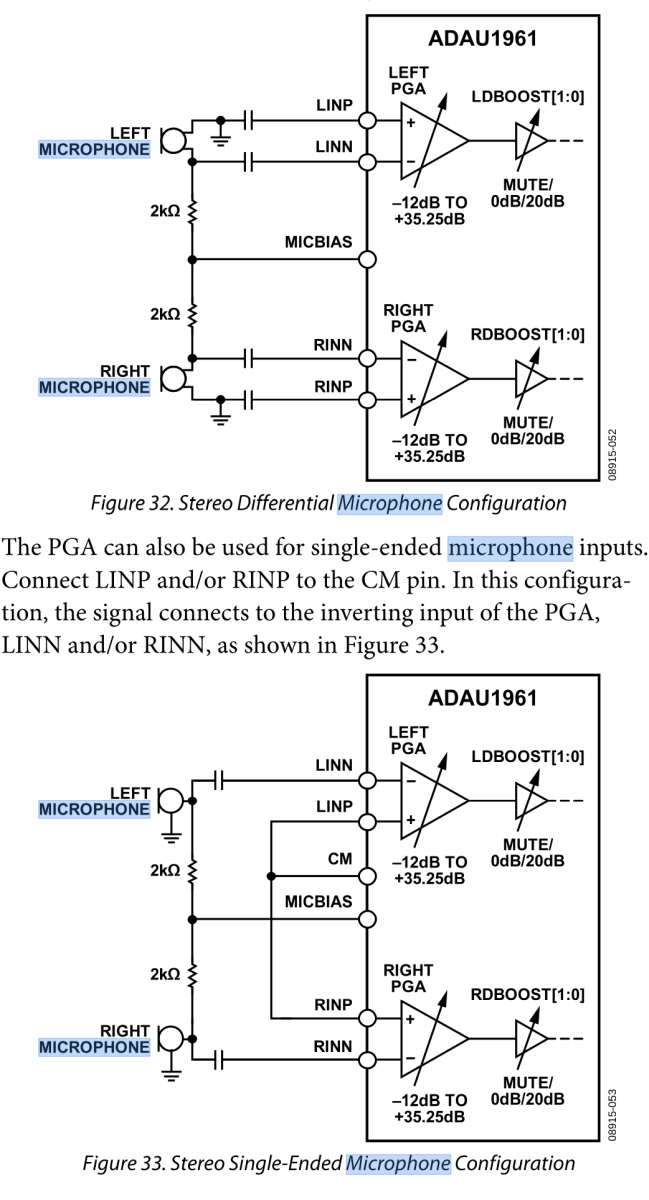 ADAU1961
LEFT
PGA
LDBOOST[1:0]
LINP
LEFT
MICROPHONE
LINN
+
–
MUTE/
0dB/20dB
–12dB TO
+35.25dB
2kΩ
MICBIAS
2kΩ
RIGHT
PGA
RDBOOST[1:0]
RINN
RIGHT
MICROPHONE
RINP
–
+
MUTE/
0dB/20dB
–12dB TO
+35.25dB
08915-052
Figure 32. Stereo Differential Microphone Configuration
The PGA can also be used for single-ended microphone inputs.
Connect LINP and/or RINP to the CM pin. In this configura-
tion, the signal connects to the inverting input of the PGA,
LINN and/or RINN, as shown in Figure 33.
ADAU1961
LEFT
PGA
LDBOOST[1:0]
LINN
LEFT
MICROPHONE
LINP
–
+
MUTE/
0dB/20dB
CM
–12dB TO
+35.25dB
2kΩ
MICBIAS
2kΩ
RIGHT
PGA
RDBOOST[1:0]
RINP
RIGHT
MICROPHONE
RINN
+
–
MUTE/
0dB/20dB
–12dB TO
+35.25dB
08915-053
Figure 33. Stereo Single-Ended Microphone Configuration